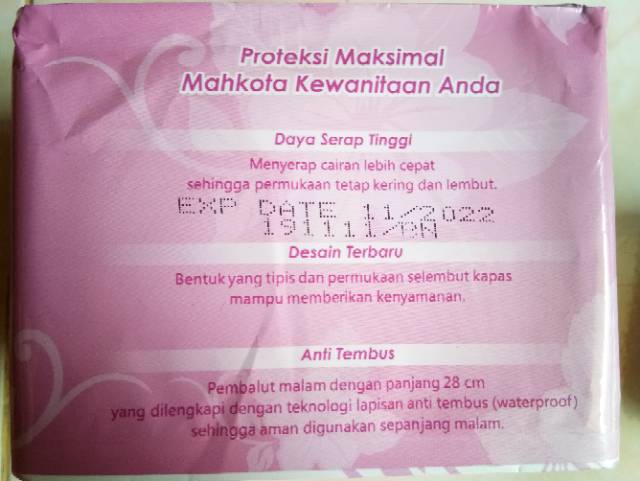 Proteksi Maksimal
Mahkota Kewanitaan Anda
Daya Serap Tinggi
Menyerap cairan lebih cepat
sehingga permukaan tetap kering dan lembut.
EXP DATE 11/2022
191111/DN
Desain Terbaru
Bentuk yang tipis dan permukaan selembut kapas
mampu memberikan kenyamanan.
Anti Tembus
Pembalut malam dengan panjang 28 cm
yang dilengkapi dengan teknologi lapisan anti tembus (waterproof)
sehingga aman digunakan sepanjang malam.